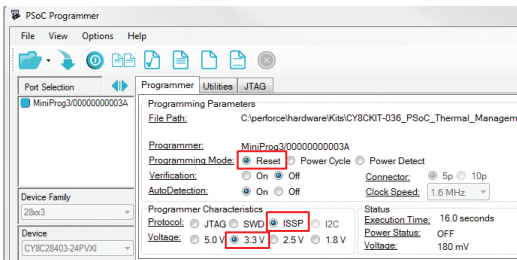 PSoC Programmer
File View Options Help
Port Selection
MiniProg3/00000000003A
Programmer Utilities JTAG
Programming Parameters
File Path: C:\perforce\hardware\Kits\CY8CKIT-036_PSoC_Thermal_Managem
Programmer: MiniProg3/00000000003A
Programming Mode: Reset Power Cycle Power Detect
Verification: On Off Connector: 5p 10p
AutoDetection: On Off Clock Speed: 1.6 MHz
Device Family
28xx3
Device
CY8C28403-24PVXI
Programmer Characteristics
Protocol: JTAG SWD ISSP I2C
Voltage: 5.0 V 3.3 V 2.5 V 1.8 V
Status
Execution Time: 16.0 seconds
Power Status: OFF
Voltage: 180 mV